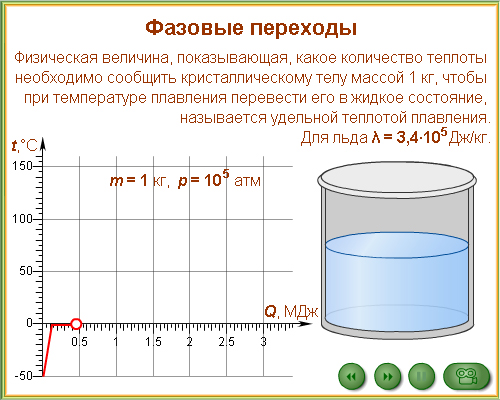 Фазовые переходы
Физическая величина, показывающая, какое количество теплоты
необходимо сообщить кристаллическому телу массой 1 кг, чтобы
при температуре плавления перевести его в жидкое состояние,
называется удельной теплотой плавления.
Для льда λ = 3,4·10⁵ Дж/кг.
t,°C
150
m = 1 кг, p = 10⁵ атм
100
50
Q, МДж
0
0.5 1 1.5 2 2.5 3
-50